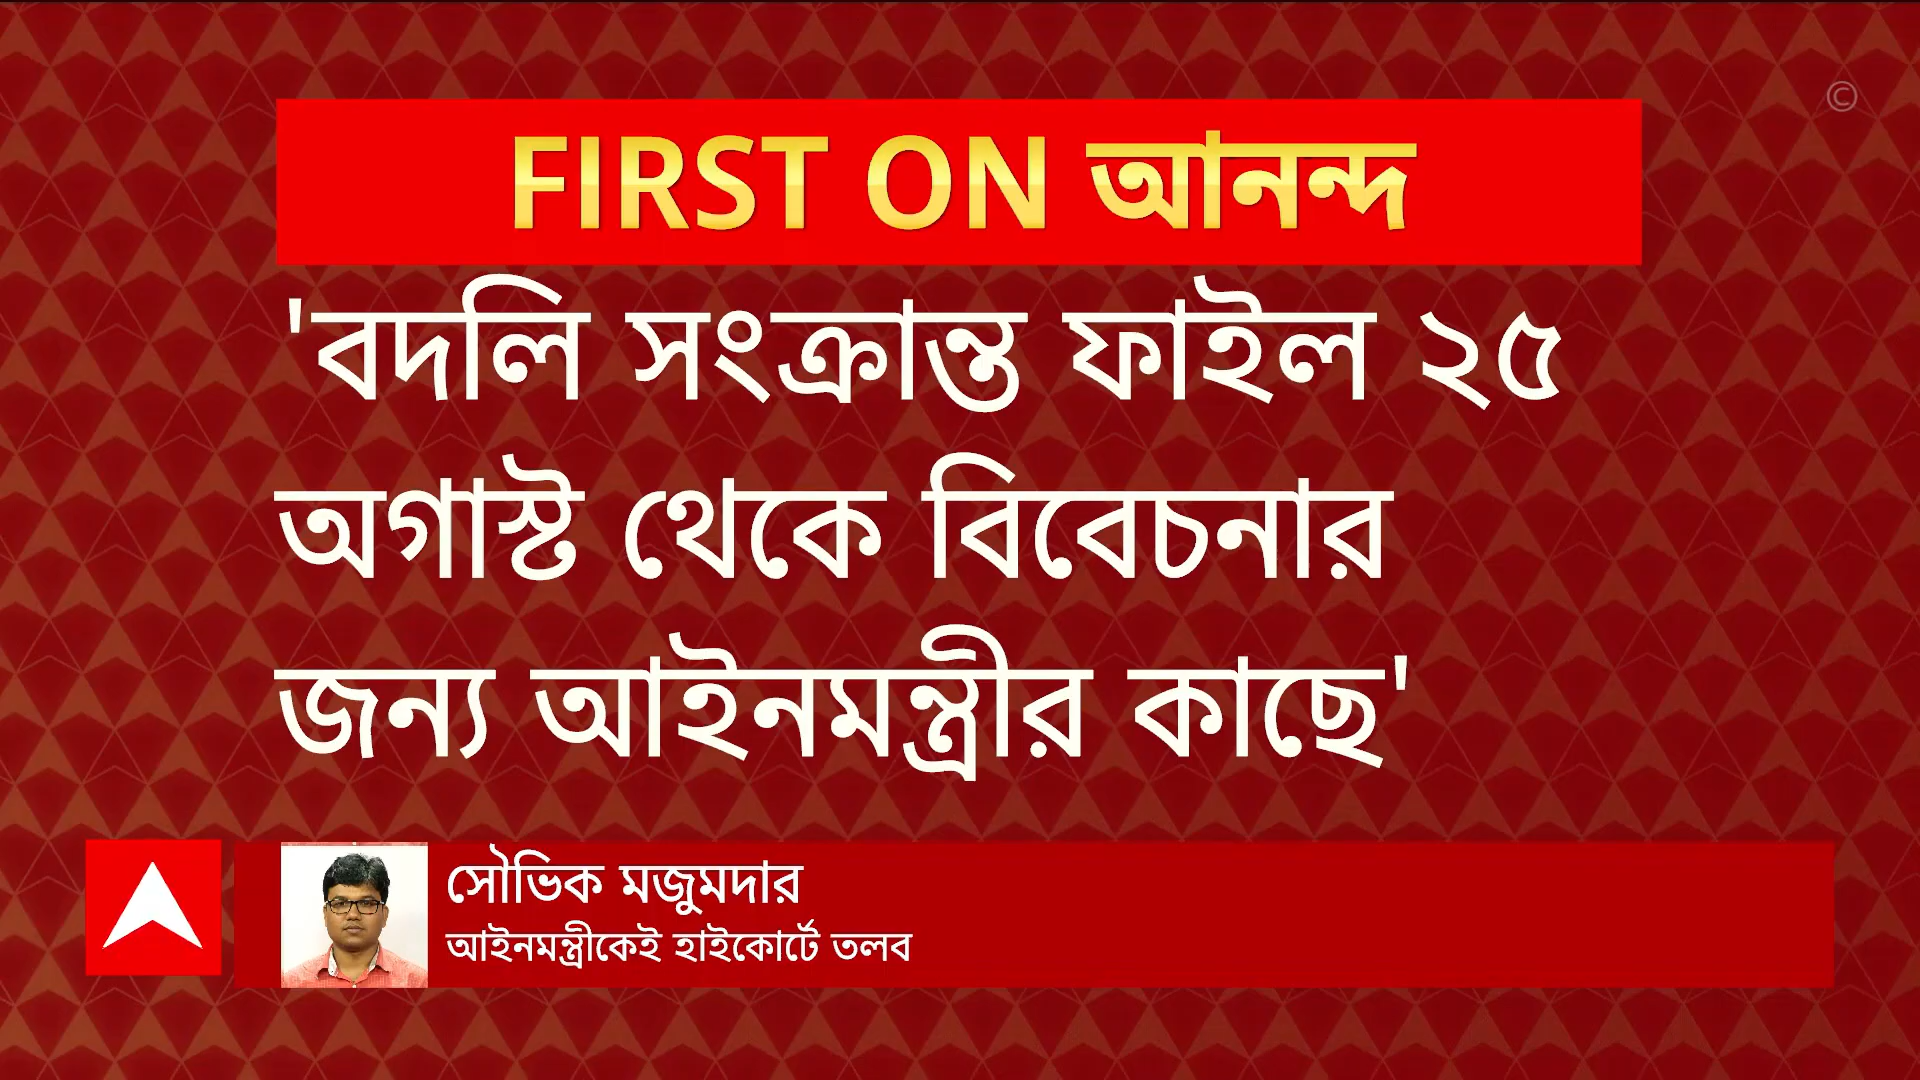 ©
FIRST ON আনন্দ
'বদলি সংক্রান্ত ফাইল ২৫
অগাস্ট থেকে বিবেচনার
জন্য আইনমন্ত্রীর কাছে'
সৌভিক মজুমদার
আইনমন্ত্রীকেই হাইকোর্টে তলব